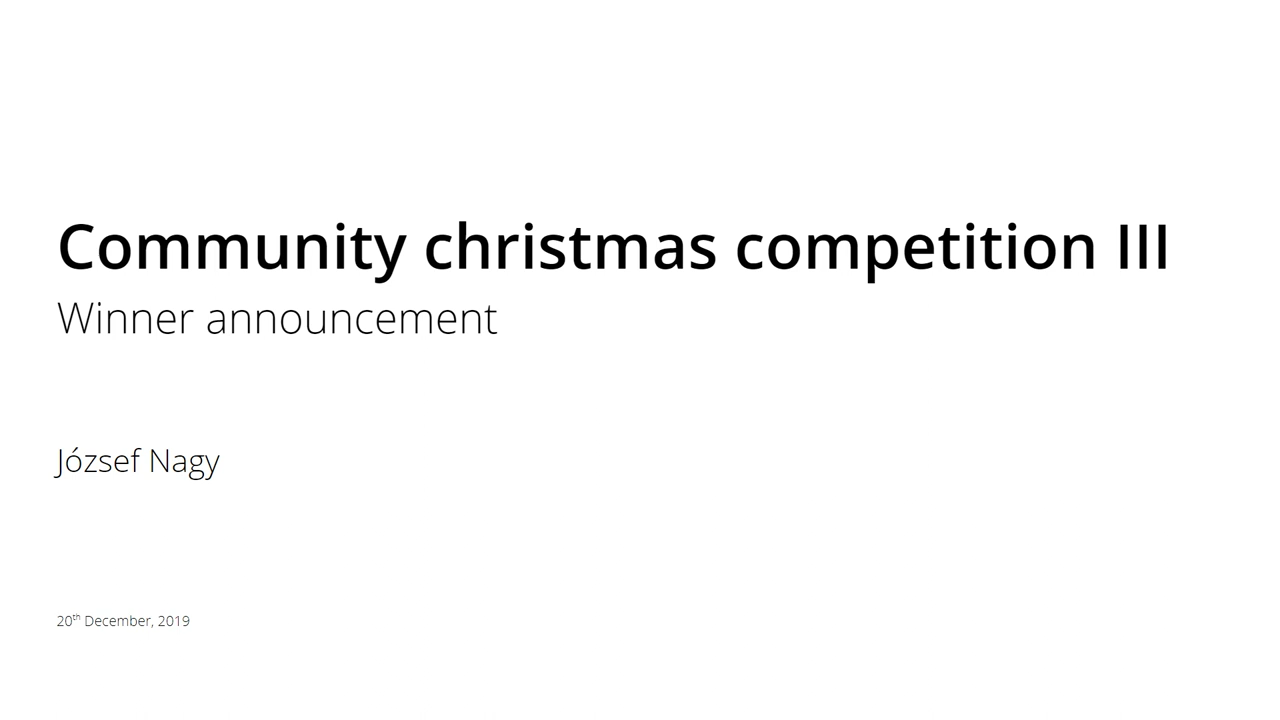 Community christmas competition III
Winner announcement
József Nagy
20th December, 2019